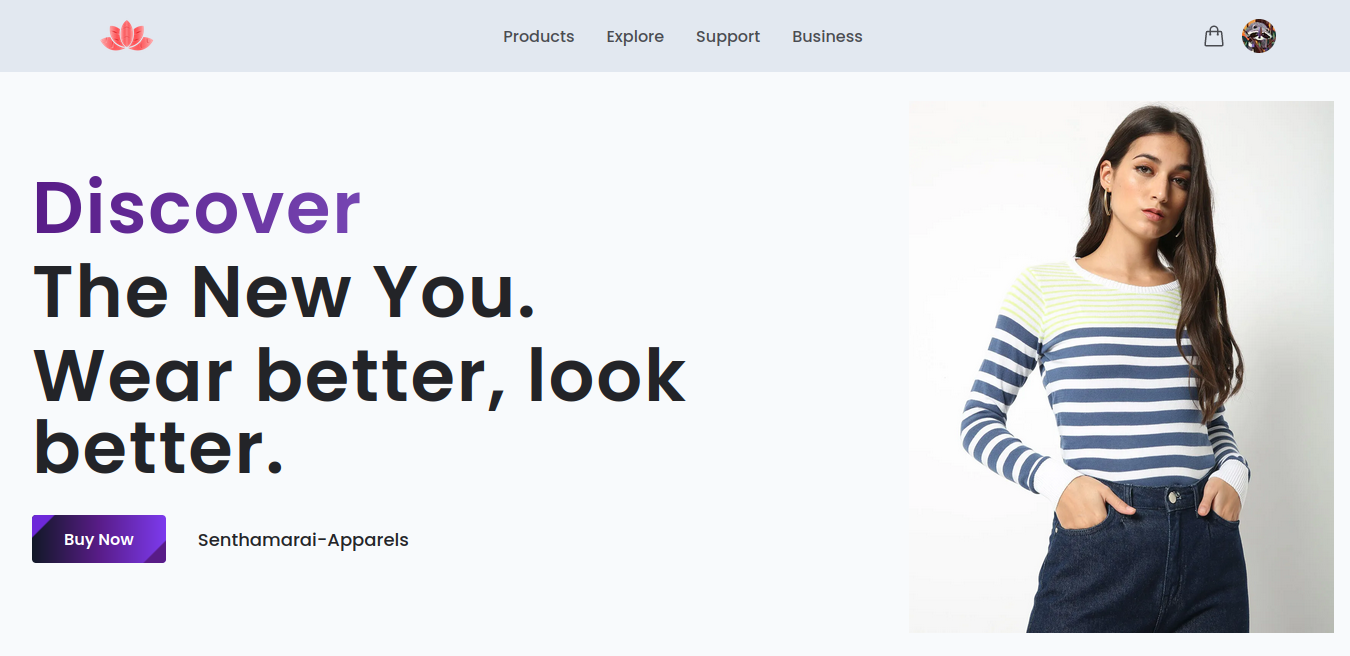 Products Explore Support Business
Discover
The New You.
Wear better, look
better.
Buy Now Senthamarai-Apparels